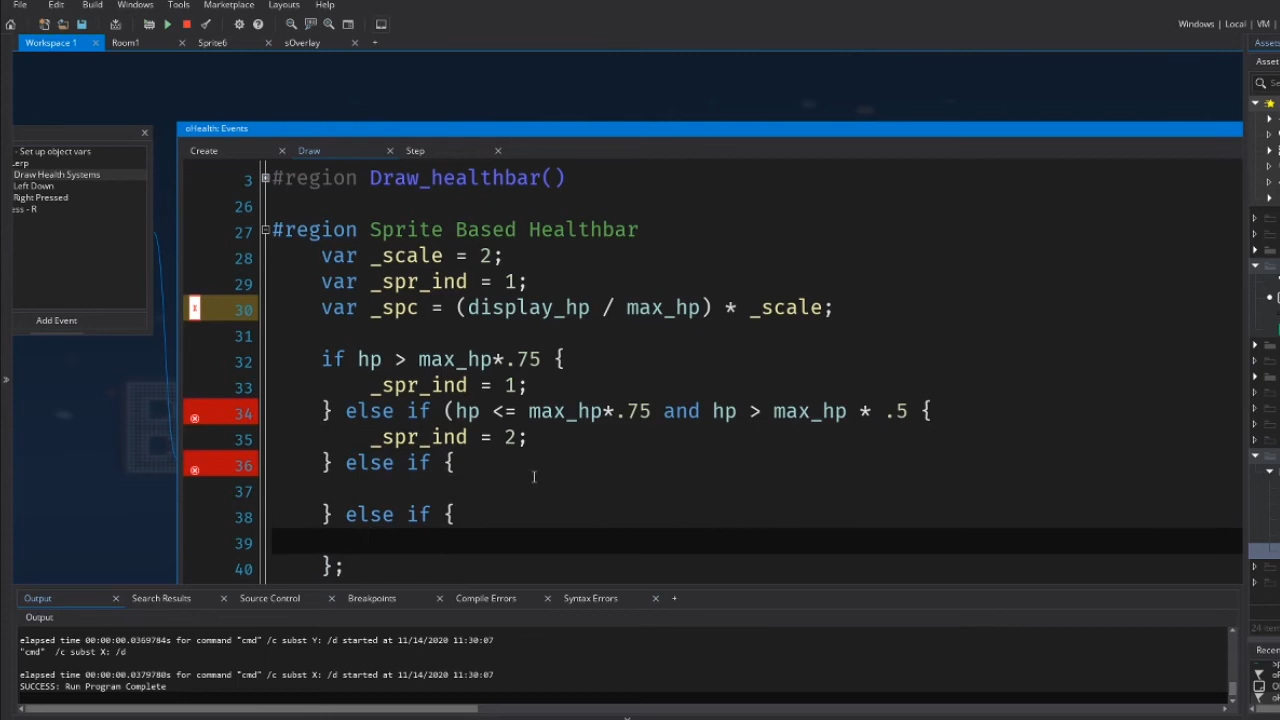 File Edit Build Windows Tools Marketplace Layouts Help
Windows | Local | VM
Workspace 1 Room1 Sprite6 sOverlay +
Assets
oHealth: Events
Create Draw Step
- Set up object vars
Draw Health Systems
Left Down
Right Pressed
- R
Add Event
3 #region Draw_healthbar()
26
27 #region Sprite Based Healthbar
28 var _scale = 2;
29 var _spr_ind = 1;
30 var _spc = (display_hp / max_hp) * _scale;
31
32 if hp > max_hp*.75 {
33 _spr_ind = 1;
34 } else if (hp <= max_hp*.75 and hp > max_hp * .5 {
35 _spr_ind = 2;
36 } else if {
37
38 } else if {
39
40 };
24 item
Recen
Output Search Results Source Control Breakpoints Compile Errors Syntax Errors +
Output
elapsed time 00:00:00.0369784s for command "cmd" /c subst Y: /d started at 11/14/2020 11:30:07
"cmd" /c subst X: /d
elapsed time 00:00:00.0379780s for command "cmd" /c subst X: /d started at 11/14/2020 11:30:07
SUCCESS: Run Program Complete